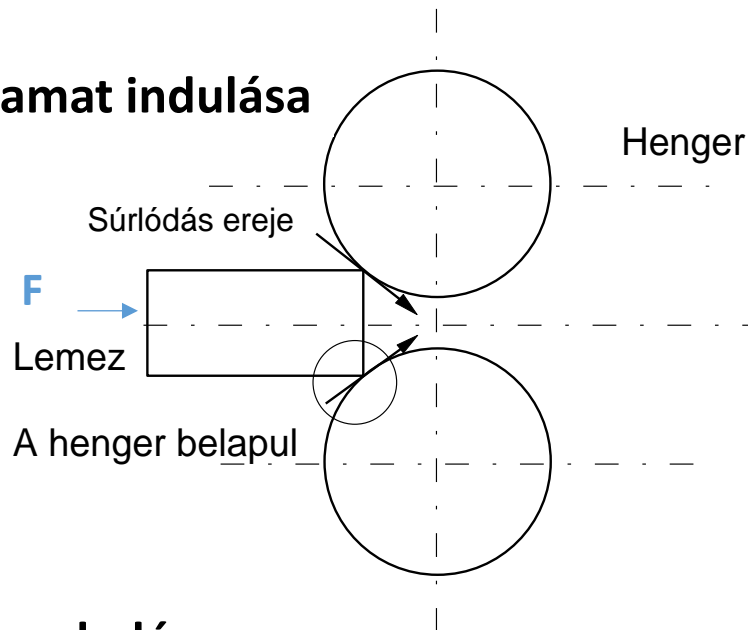 amat indulása
Henger
Súrlódás ereje
F
Lemez
A henger belapul